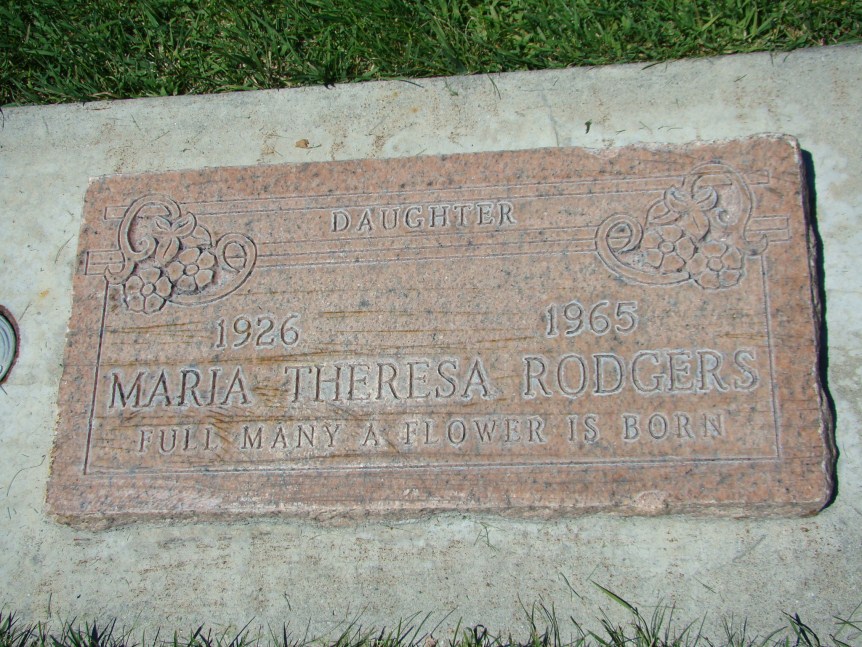 DAUGHTER
1926 1965
MARIA THERESA RODGERS
FULL MANY A FLOWER IS BORN